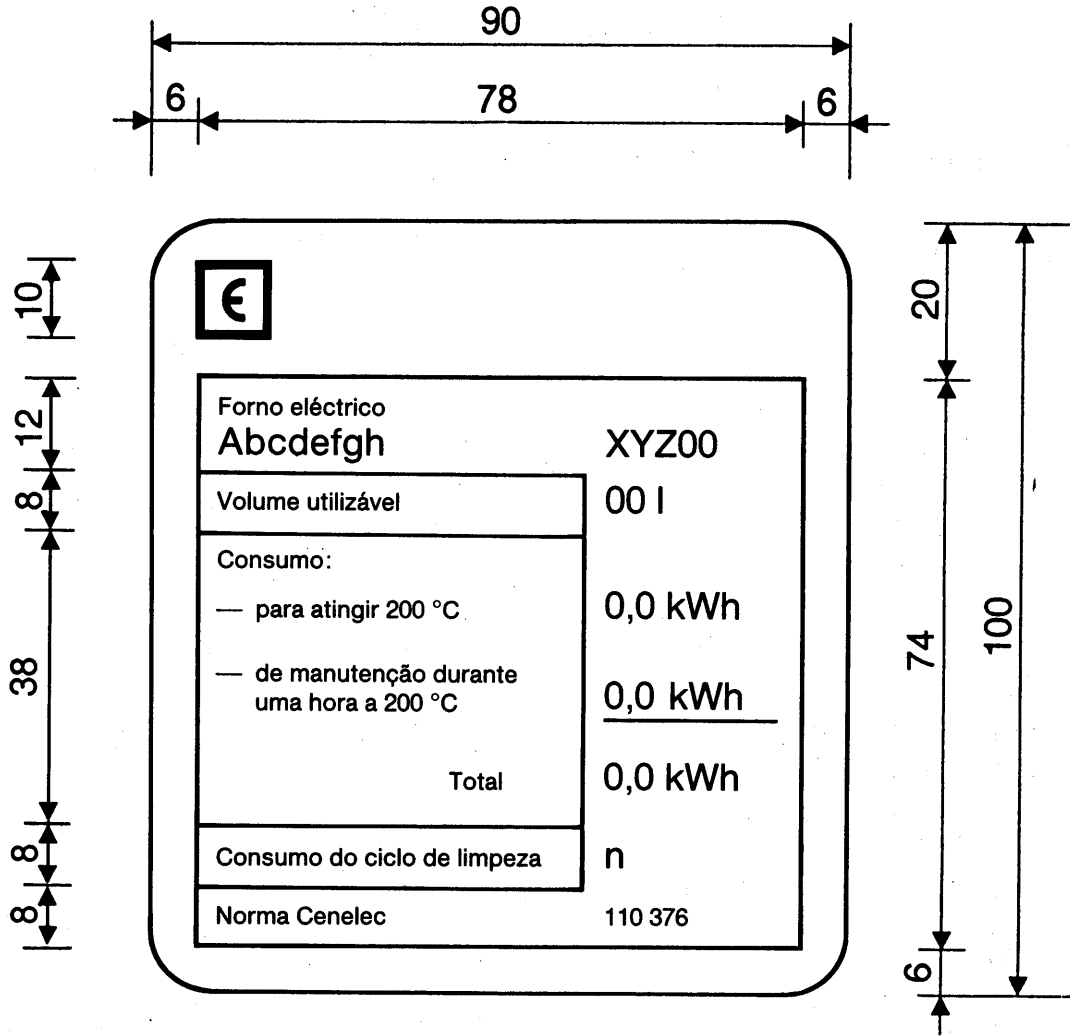 90
6 78 6
10
20
Є
12
Forno eléctrico
Abcdefgh XYZ00
8
Volume utilizável 00 l
38
Consumo:
— para atingir 200 °C 0,0 kWh
— de manutenção durante
uma hora a 200 °C 0,0 kWh
Total 0,0 kWh
74
100
8
Consumo do ciclo de limpeza n
8
Norma Cenelec 110 376
6